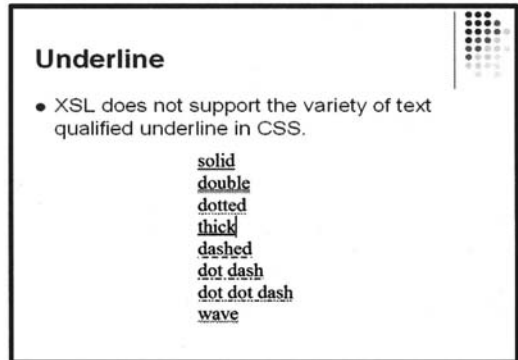 Underline
● XSL does not support the variety of text
qualified underline in CSS.
solid
double
dotted
thick
dashed
dot dash
dot dot dash
wave